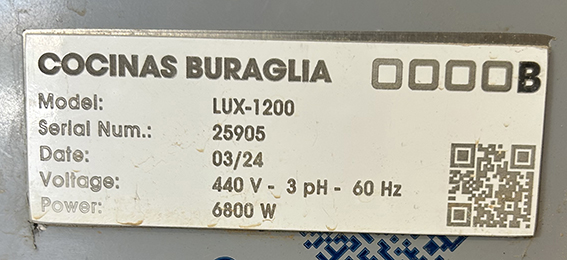 COCINAS BURAGLIA B
Model: LUX-1200
Serial Num.: 25905
Date: 03/24
Voltage: 440 V - 3 pH - 60 Hz
Power: 6800 W